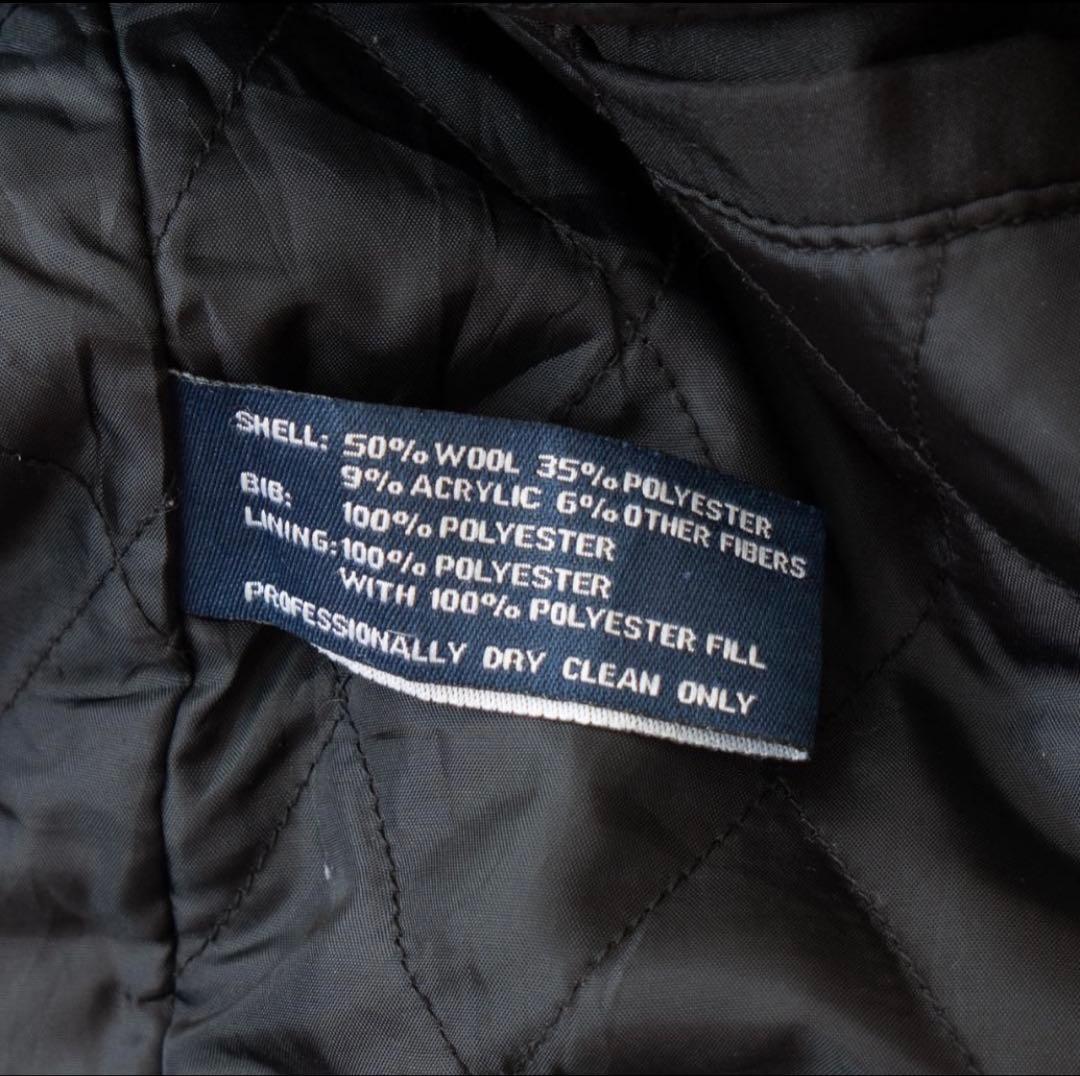 SHELL: 50% WOOL 35% POLYESTER
9% ACRYLIC 6% OTHER FIBERS
BIB: 100% POLYESTER
LINING: 100% POLYESTER
WITH 100% POLYESTER FILL
PROFESSIONALLY DRY CLEAN ONLY